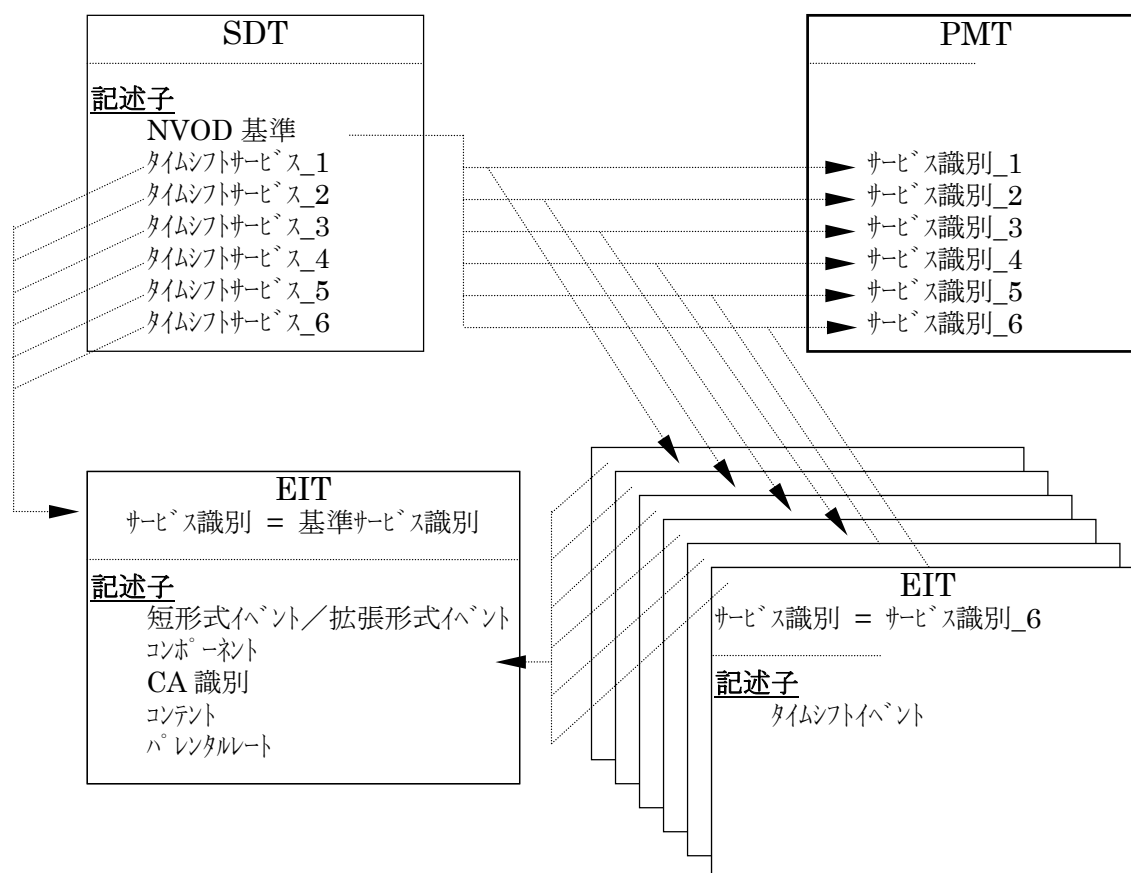 SDT
記述子
NVOD 基準
ﾀｲﾑｼﾌﾄｻｰﾋﾞｽ_1
ﾀｲﾑｼﾌﾄｻｰﾋﾞｽ_2
ﾀｲﾑｼﾌﾄｻｰﾋﾞｽ_3
ﾀｲﾑｼﾌﾄｻｰﾋﾞｽ_4
ﾀｲﾑｼﾌﾄｻｰﾋﾞｽ_5
ﾀｲﾑｼﾌﾄｻｰﾋﾞｽ_6
PMT
ｻｰﾋﾞｽ識別_1
ｻｰﾋﾞｽ識別_2
ｻｰﾋﾞｽ識別_3
ｻｰﾋﾞｽ識別_4
ｻｰﾋﾞｽ識別_5
ｻｰﾋﾞｽ識別_6
EIT
ｻｰﾋﾞｽ識別 = 基準ｻｰﾋﾞｽ識別
記述子
短形式ｲﾍﾞﾝﾄ／拡張形式ｲﾍﾞﾝﾄ
ｺﾝﾎﾟｰﾈﾝﾄ
CA 識別
ｺﾝﾃﾝﾄ
ﾊﾟﾚﾝﾀﾙﾚｰﾄ
EIT
ｻｰﾋﾞｽ識別 = ｻｰﾋﾞｽ識別_6
記述子
ﾀｲﾑｼﾌﾄｲﾍﾞﾝﾄ